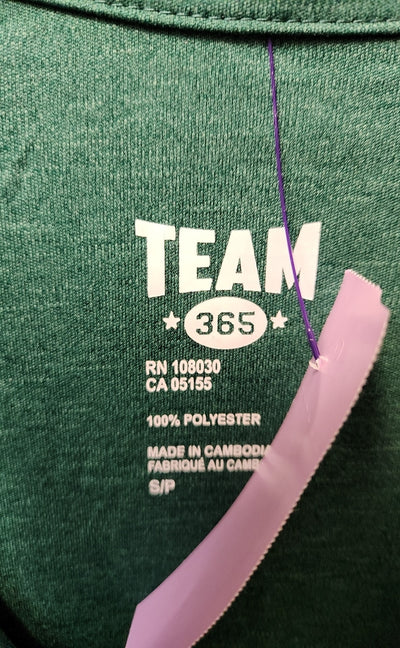 TEAM
365
RN 108030
CA 05155
100% POLYESTER
MADE IN CAMBODIA
FABRIQUÉ AU
S/P